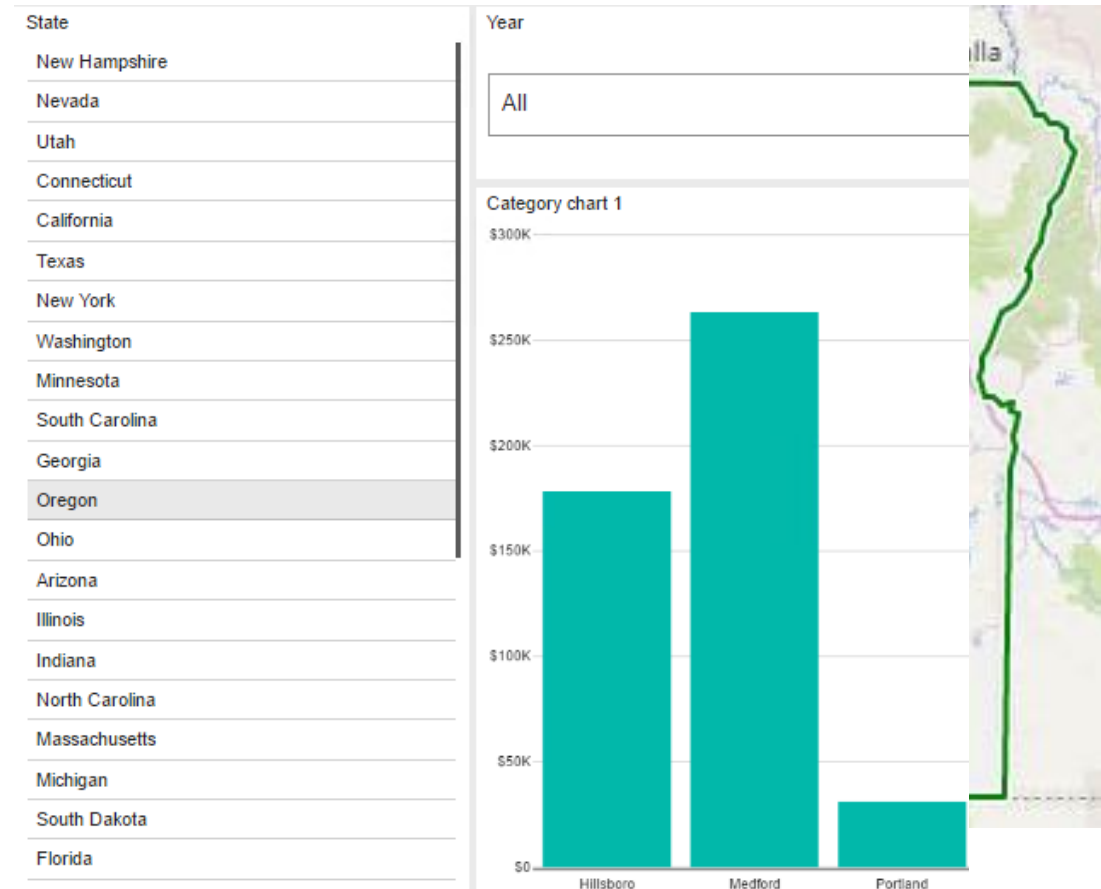 State
New Hampshire
Nevada
Utah
Connecticut
California
Texas
New York
Washington
Minnesota
South Carolina
Georgia
Oregon
Ohio
Arizona
Illinois
Indiana
North Carolina
Massachusetts
Michigan
South Dakota
Florida
Year
All
Category chart 1
$300K
$250K
$200K
$150K
$100K
$50K
$0
Hillsboro Medford Portland
lla